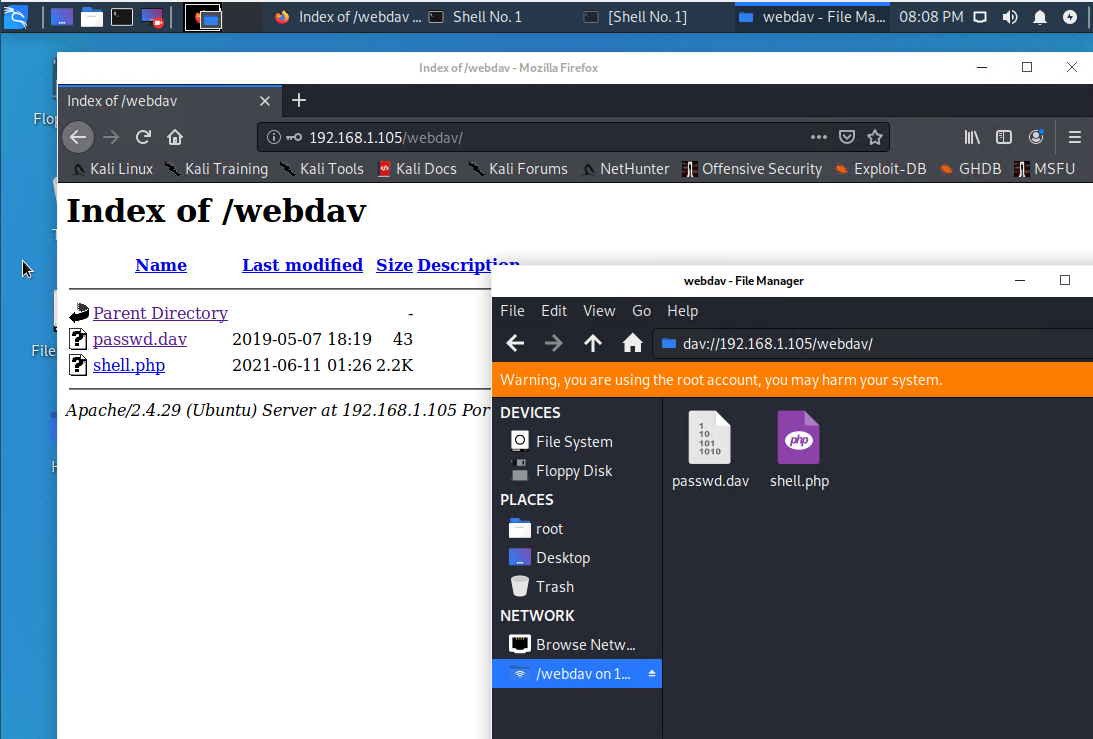 Index of /webdav ...
Shell No. 1
[Shell No. 1]
webdav - File Ma...
08:08 PM
Index of /webdav - Mozilla Firefox
Index of /webdav
192.168.1.105/webdav/
Kali Linux
Kali Training
Kali Tools
Kali Docs
Kali Forums
NetHunter
Offensive Security
Exploit-DB
GHDB
MSFU
Index of /webdav
Name Last modified Size Description
Parent Directory -
passwd.dav 2019-05-07 18:19 43
shell.php 2021-06-11 01:26 2.2K
Apache/2.4.29 (Ubuntu) Server at 192.168.1.105 Por
webdav - File Manager
File Edit View Go Help
dav://192.168.1.105/webdav/
Warning, you are using the root account, you may harm your system.
DEVICES
File System
Floppy Disk
PLACES
root
Desktop
Trash
NETWORK
Browse Netw...
/webdav on 1...
passwd.dav
shell.php
1
10
101
1010
php
Flop
File
H